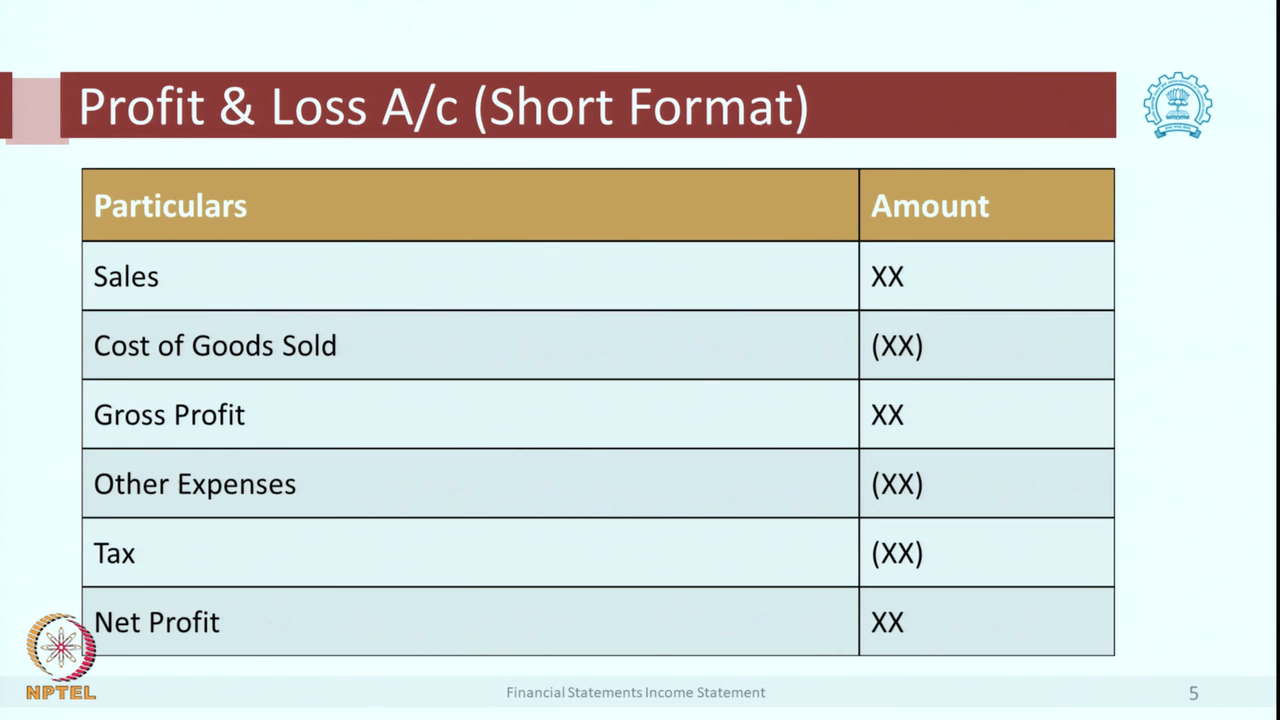 Profit & Loss A/c (Short Format)
Particulars Amount
Sales XX
Cost of Goods Sold (XX)
Gross Profit XX
Other Expenses (XX)
Tax (XX)
Net Profit XX
NPTEL
Financial Statements Income Statement
5